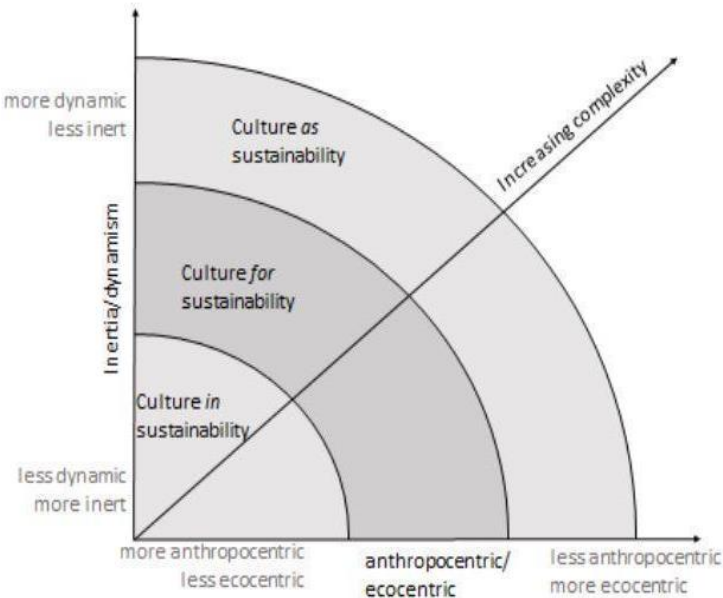 more dynamic
less inert
Culture as
sustainability
Increasing complexity
Inertia/dynamism
Culture for
sustainability
Culture in
sustainability
less dynamic
more inert
more anthropocentric
less ecocentric
anthropocentric/
ecocentric
less anthropocentric
more ecocentric